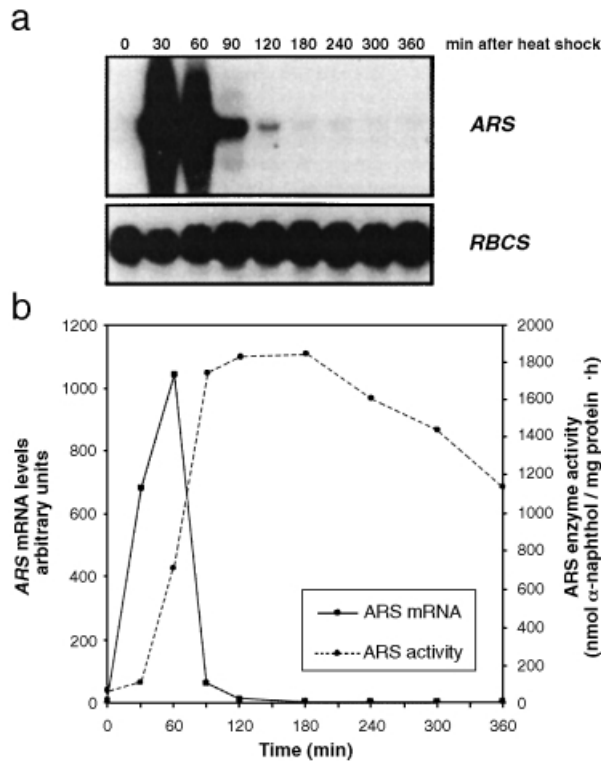 a
0 30 60 90 120 180 240 300 360 min after heat shock
ARS
RBCS
b
1200
1000
800
600
400
200
0
ARS mRNA levels
arbitrary units
2000
1800
1600
1400
1200
1000
800
600
400
200
0
ARS enzyme activity
(nmol α-naphthol / mg protein ·h)
ARS mRNA
ARS activity
0 60 120 180 240 300 360
Time (min)